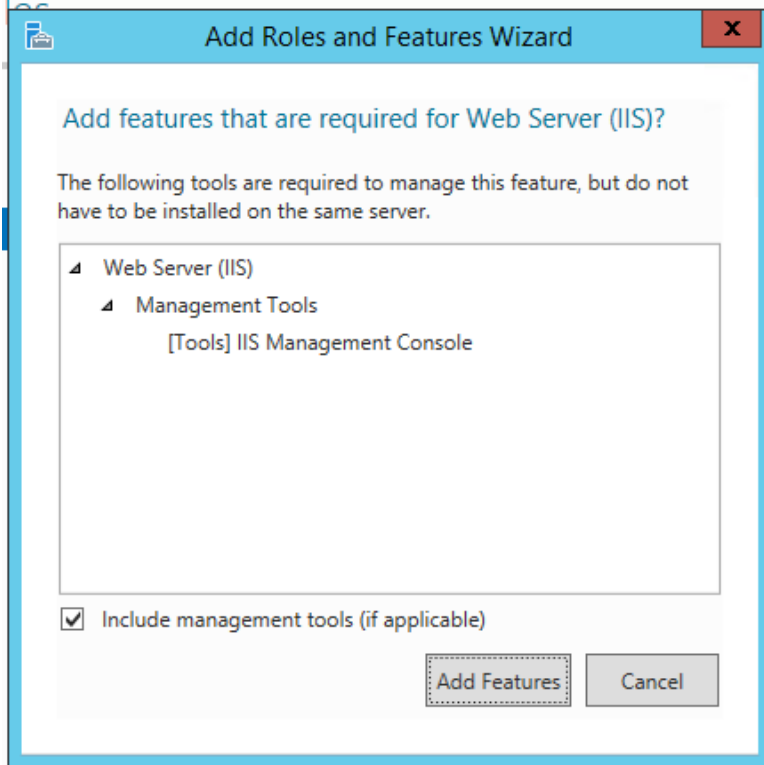 Add Roles and Features Wizard
x
Add features that are required for Web Server (IIS)?
The following tools are required to manage this feature, but do not
have to be installed on the same server.
Web Server (IIS)
Management Tools
[Tools] IIS Management Console
Include management tools (if applicable)
Add Features
Cancel